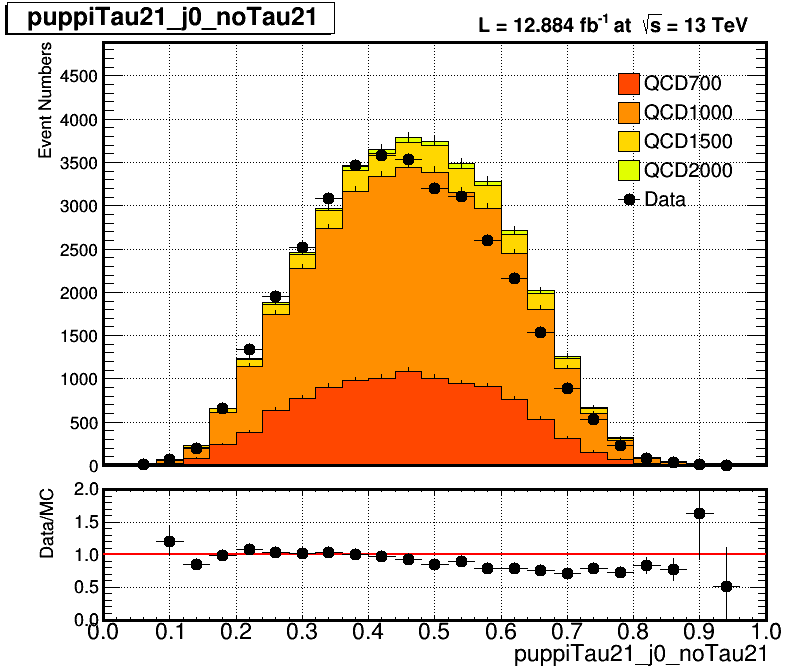 puppiTau21_j0_noTau21
L = 12.884 fb⁻¹ at √s = 13 TeV
Event Numbers
4500
4000
3500
3000
2500
2000
1500
1000
500
0
QCD700
QCD1000
QCD1500
QCD2000
Data
Data/MC
2.0
1.5
1.0
0.5
0.0
0.0 0.1 0.2 0.3 0.4 0.5 0.6 0.7 0.8 0.9 1.0
puppiTau21_j0_noTau21